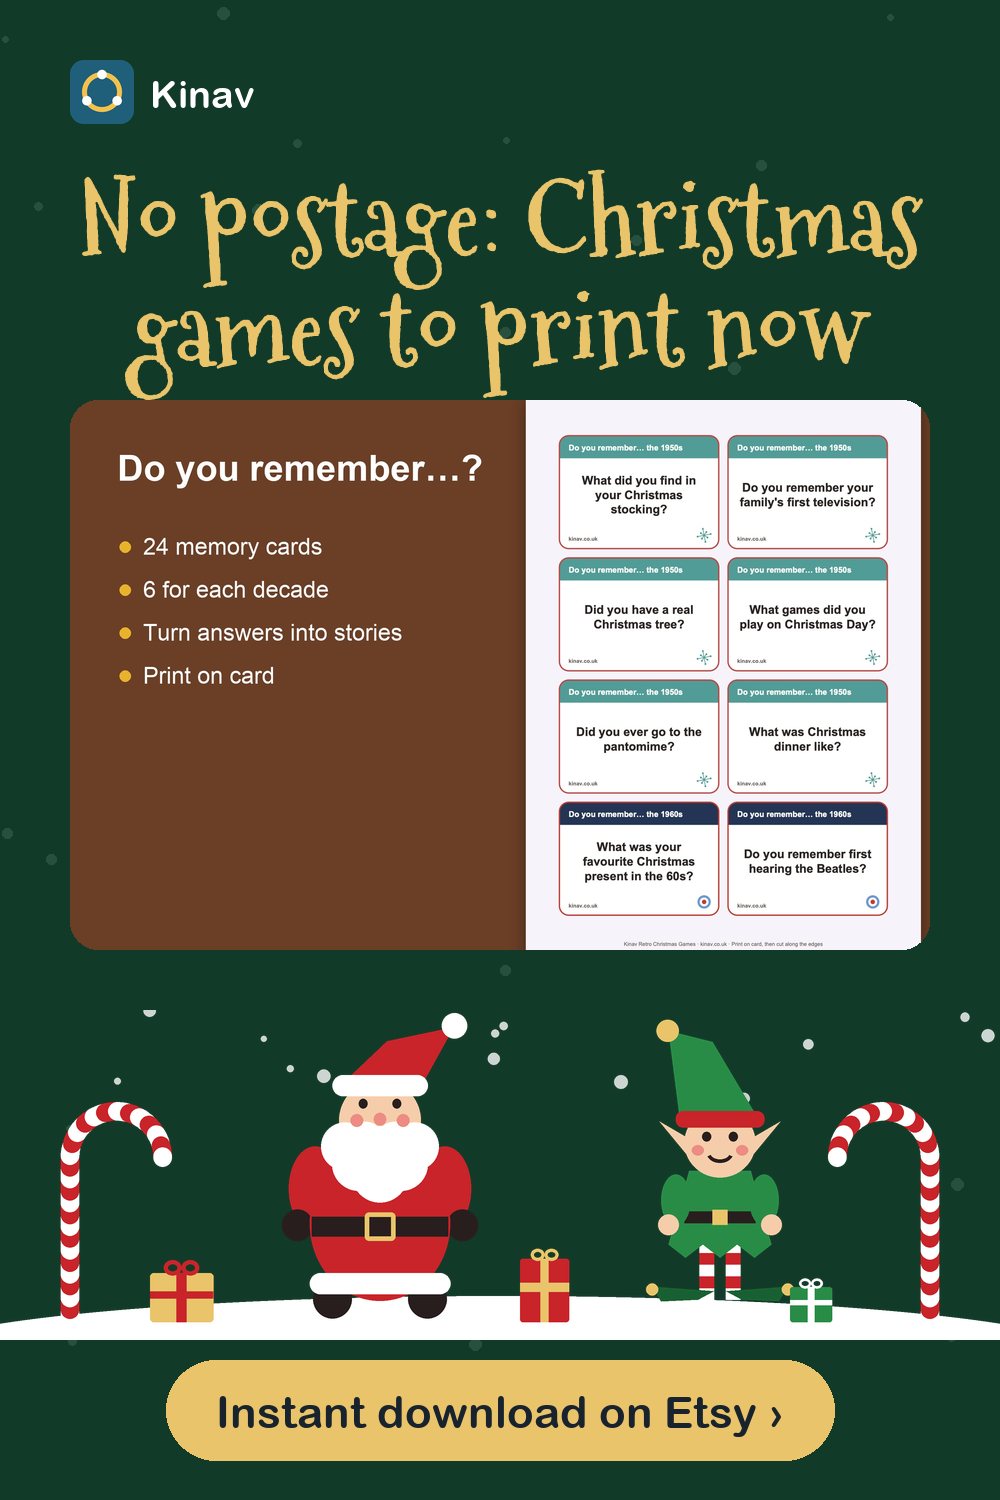 Kinav
No postage: Christmas
games to print now
Do you remember...?
24 memory cards
6 for each decade
Turn answers into stories
Print on card
Do you remember... the 1950s
What did you find in
your Christmas
stocking?
kinav.co.uk
Do you remember... the 1950s
Do you remember your
family's first television?
kinav.co.uk
Do you remember... the 1950s
Did you have a real
Christmas tree?
kinav.co.uk
Do you remember... the 1950s
What games did you
play on Christmas Day?
kinav.co.uk
Do you remember... the 1950s
Did you ever go to the
pantomime?
kinav.co.uk
Do you remember... the 1950s
What was Christmas
dinner like?
kinav.co.uk
Do you remember... the 1960s
What was your
favourite Christmas
present in the 60s?
kinav.co.uk
Do you remember... the 1960s
Do you remember first
hearing the Beatles?
kinav.co.uk
Kinav Retro Christmas Games · kinav.co.uk · Print on card, then cut along the edges
Instant download on Etsy ›